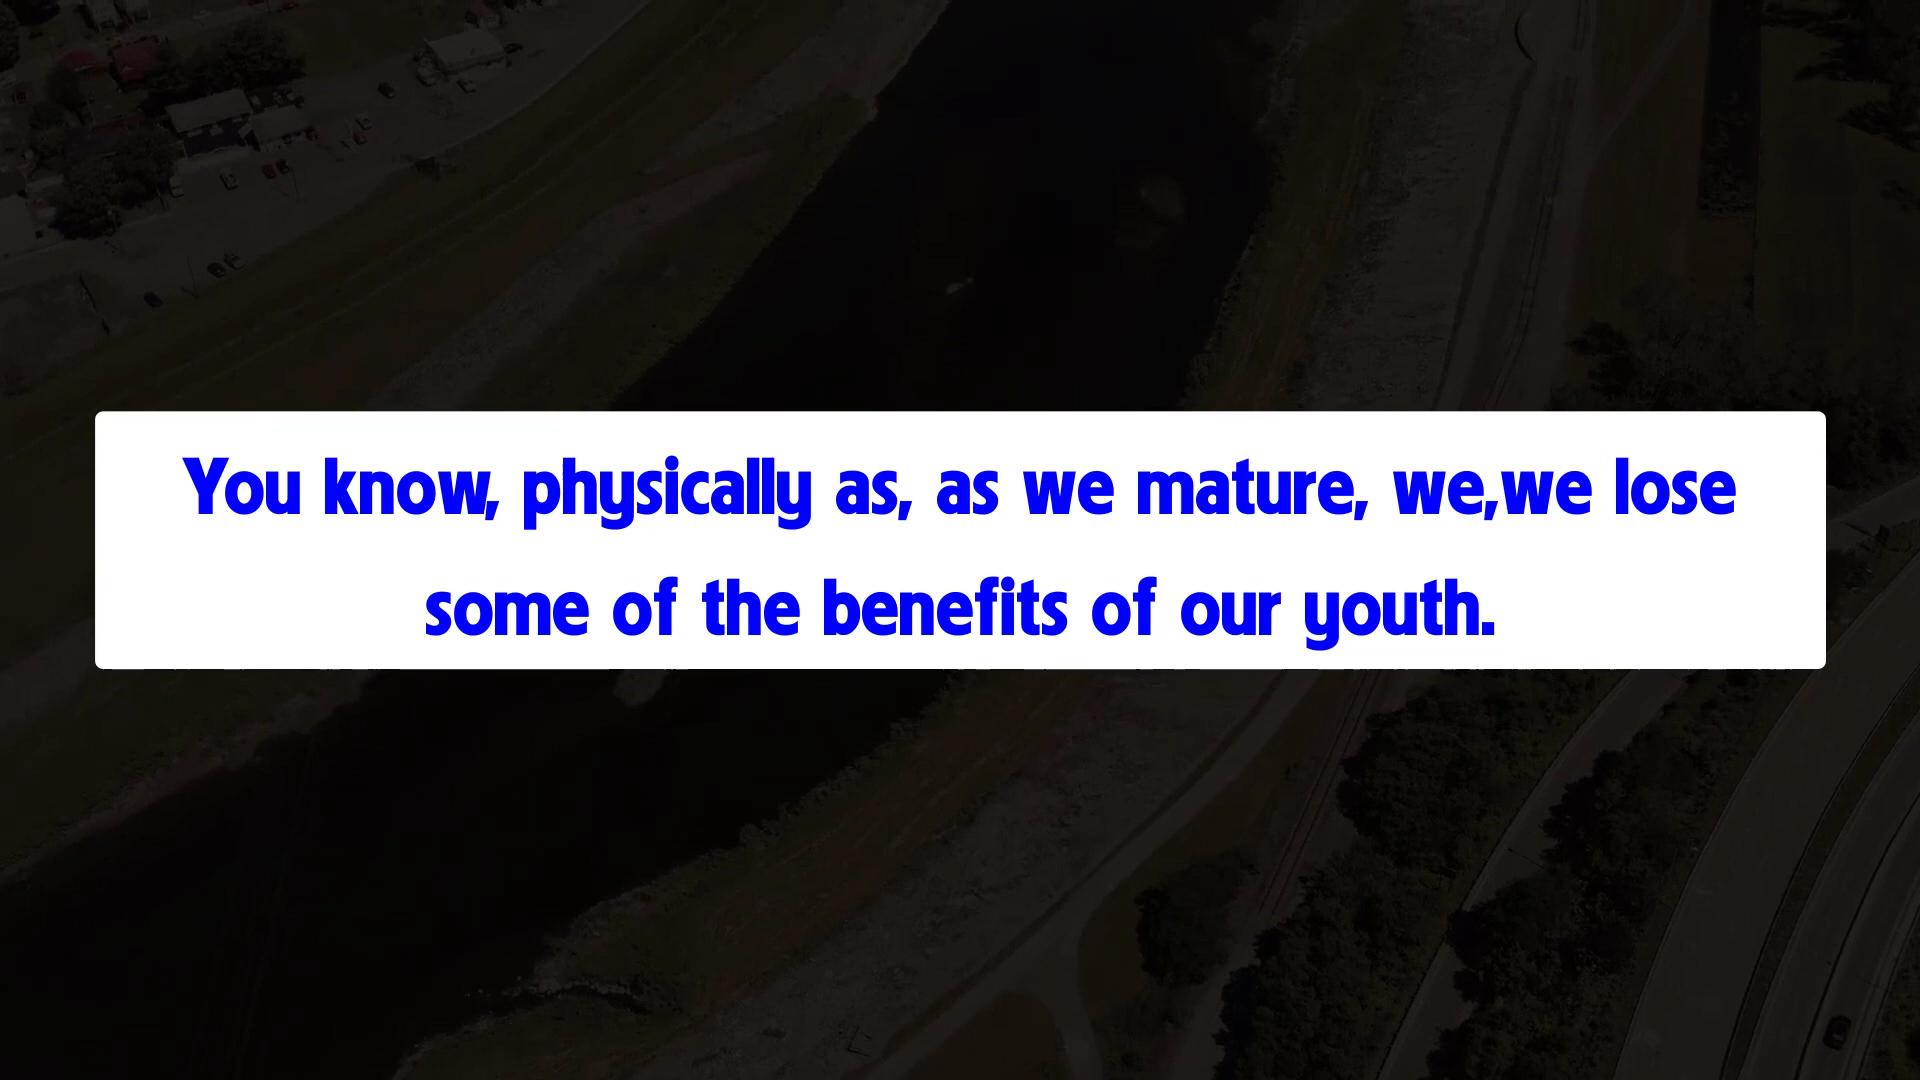 You know, physically as, as we mature, we,we lose
some of the benefits of our youth.